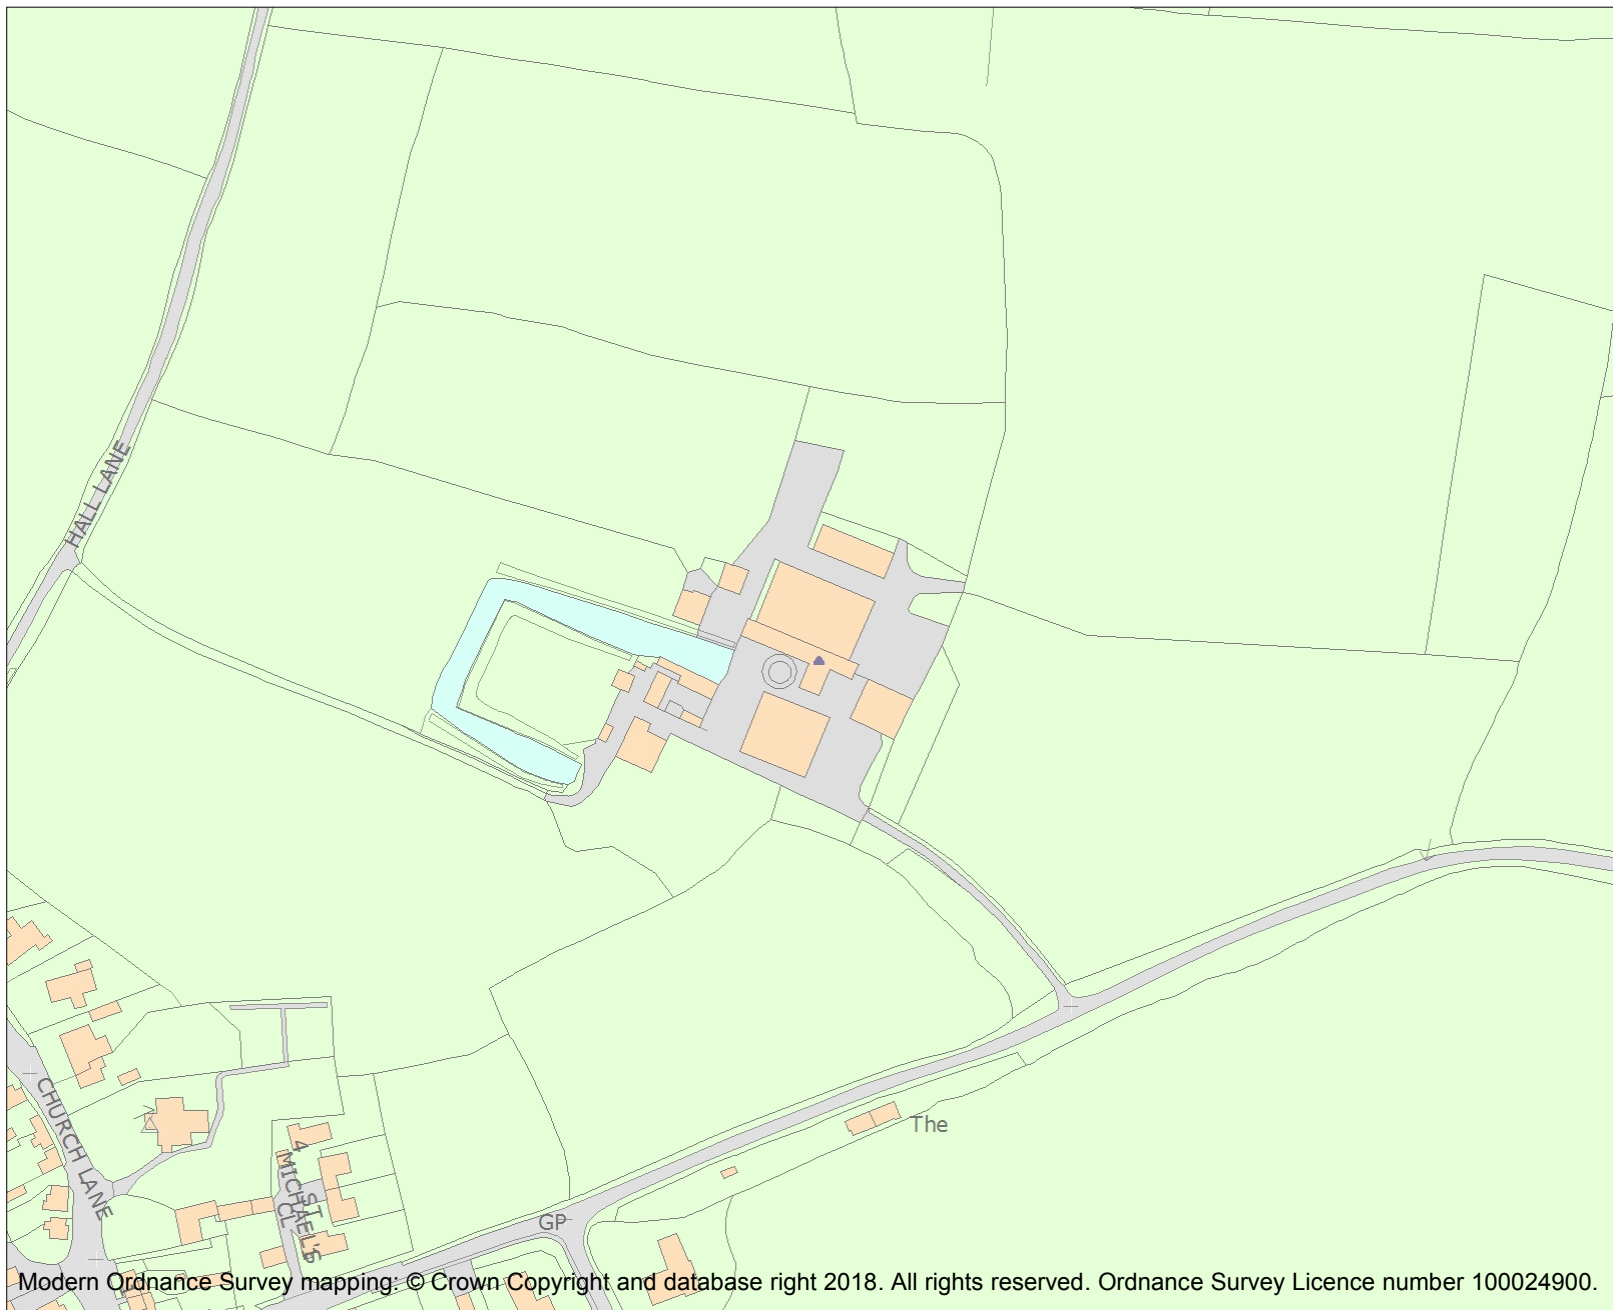 HALL LANE
CHURCH LANE
4
ST
MICHAEL'S
CL
The
GP
Modern Ordnance Survey mapping: © Crown Copyright and database right 2018. All rights reserved. Ordnance Survey Licence number 100024900.